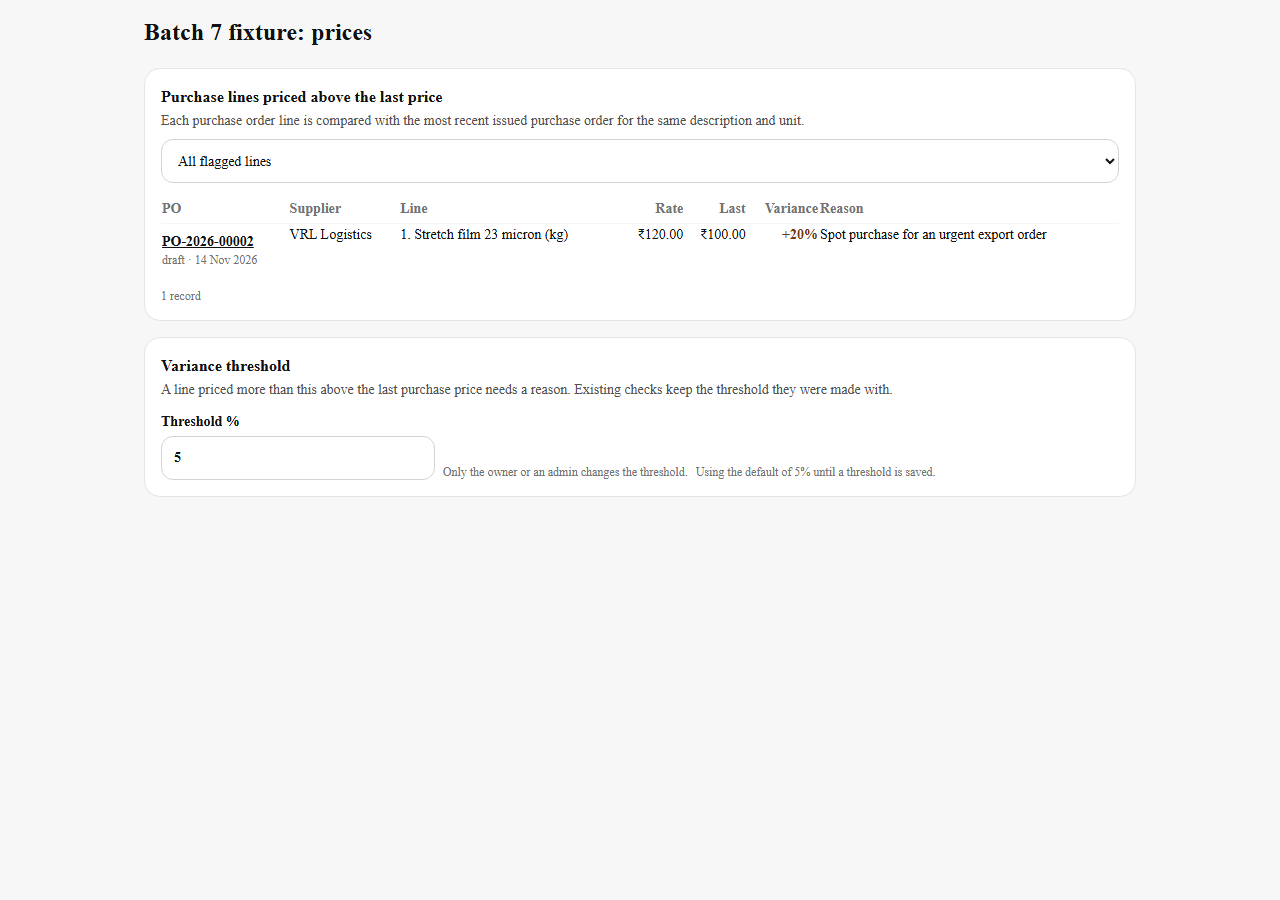 Batch 7 fixture: prices
Purchase lines priced above the last price
Each purchase order line is compared with the most recent issued purchase order for the same description and unit.
All flagged lines
PO Supplier Line Rate Last Variance Reason
PO-2026-00002 VRL Logistics 1. Stretch film 23 micron (kg) ₹120.00 ₹100.00 +20% Spot purchase for an urgent export order
draft · 14 Nov 2026
1 record
Variance threshold
A line priced more than this above the last purchase price needs a reason. Existing checks keep the threshold they were made with.
Threshold %
5
Only the owner or an admin changes the threshold. Using the default of 5% until a threshold is saved.